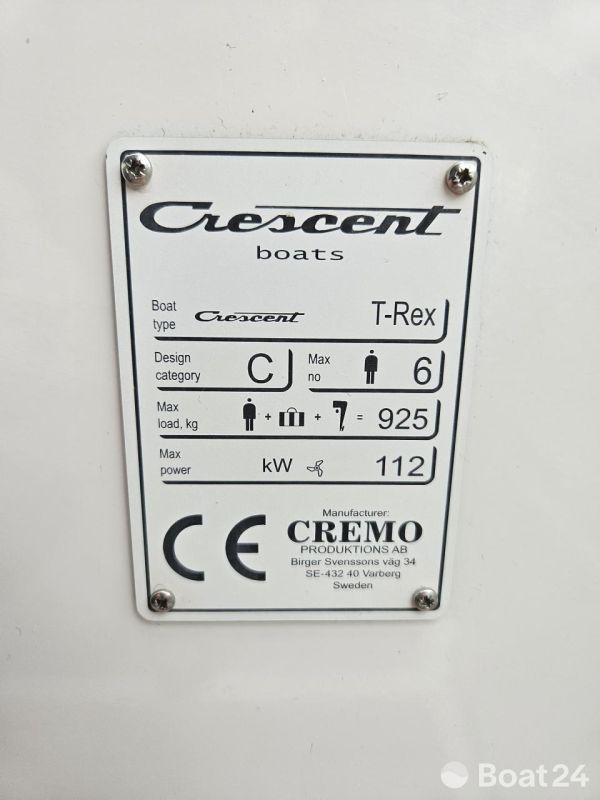 Crescent
boats
Boat type Crescent T-Rex
Design category C Max no 6
Max load, kg + + = 925
Max power kW 112
CE
Manufacturer:
CREMO
PRODUKTIONS AB
Birger Svenssons väg 34
SE-432 40 Varberg
Sweden
Boat24